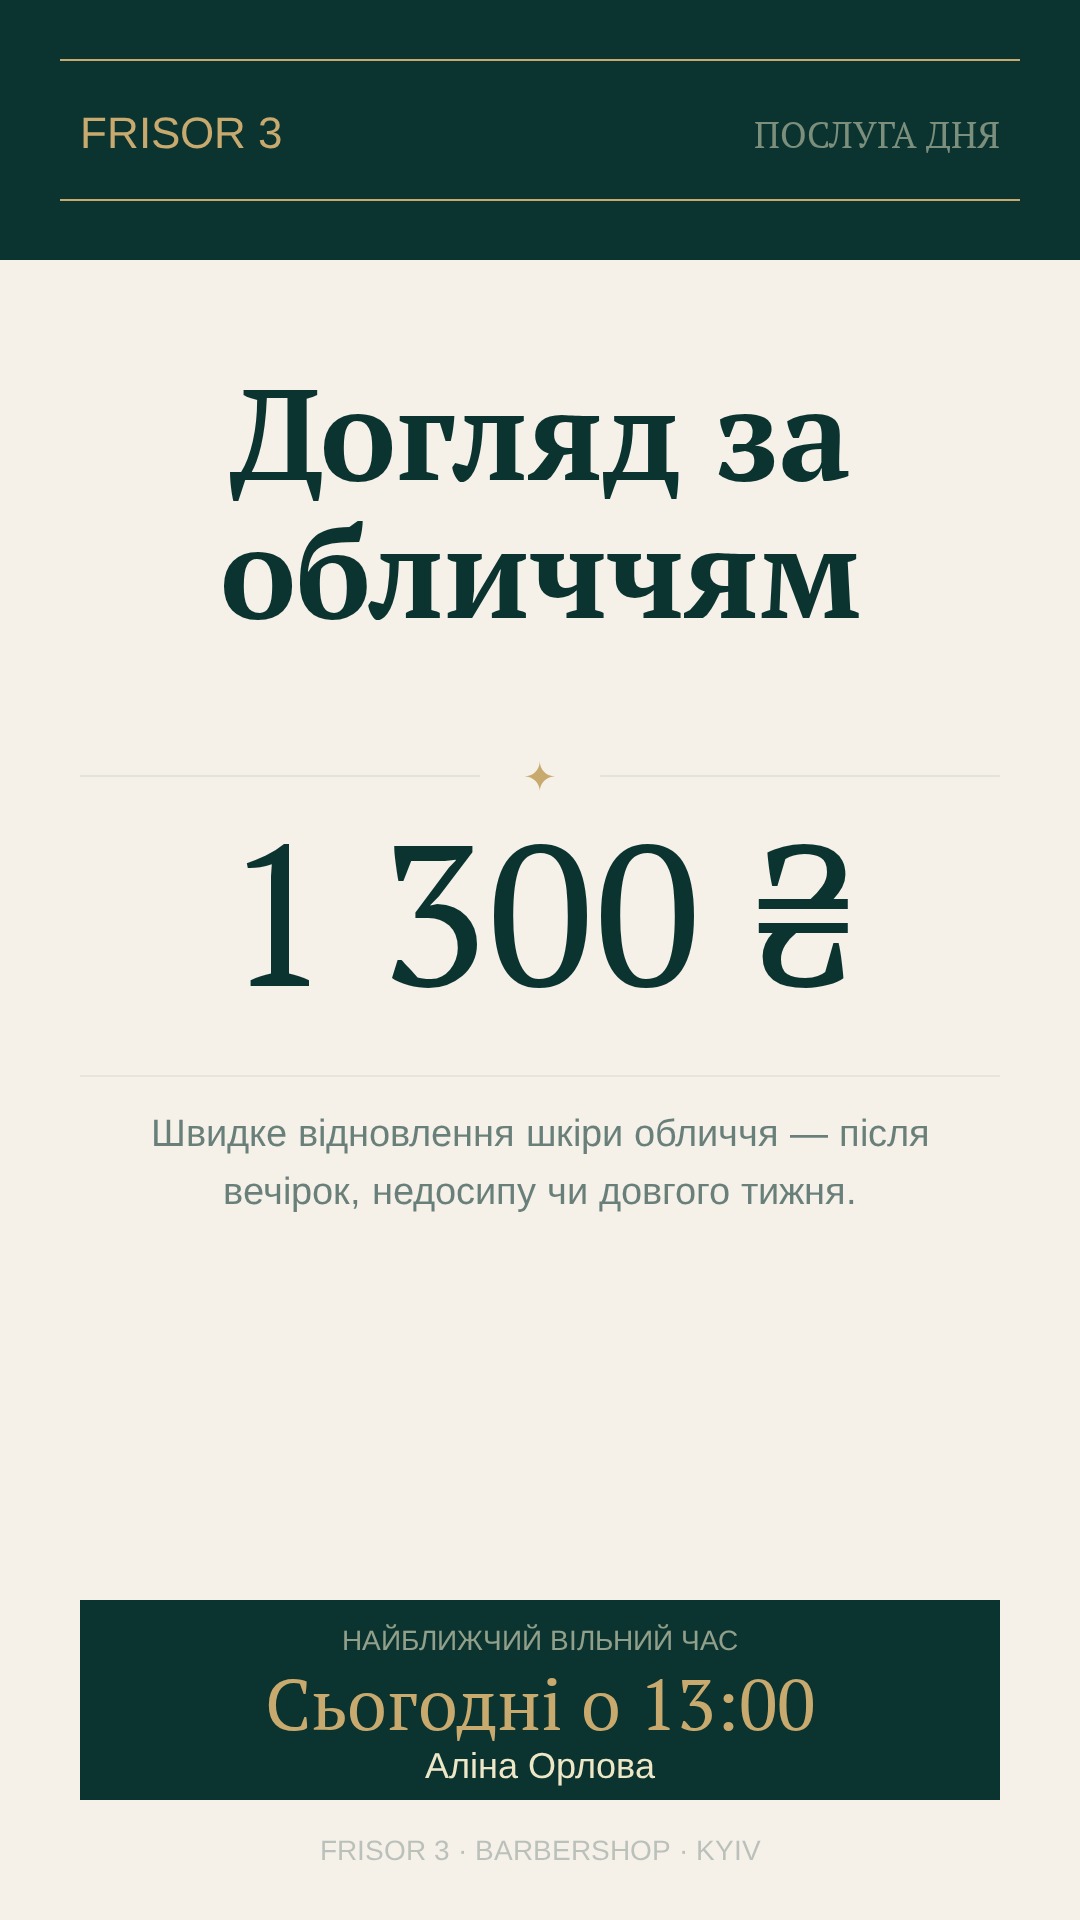 FRISOR 3
ПОСЛУГА ДНЯ
Догляд за
обличчям
1 300 ₴
Швидке відновлення шкіри обличчя — після
вечірок, недосипу чи довгого тижня.
НАЙБЛИЖЧИЙ ВІЛЬНИЙ ЧАС
Сьогодні о 13:00
Аліна Орлова
FRISOR 3 · BARBERSHOP · KYIV